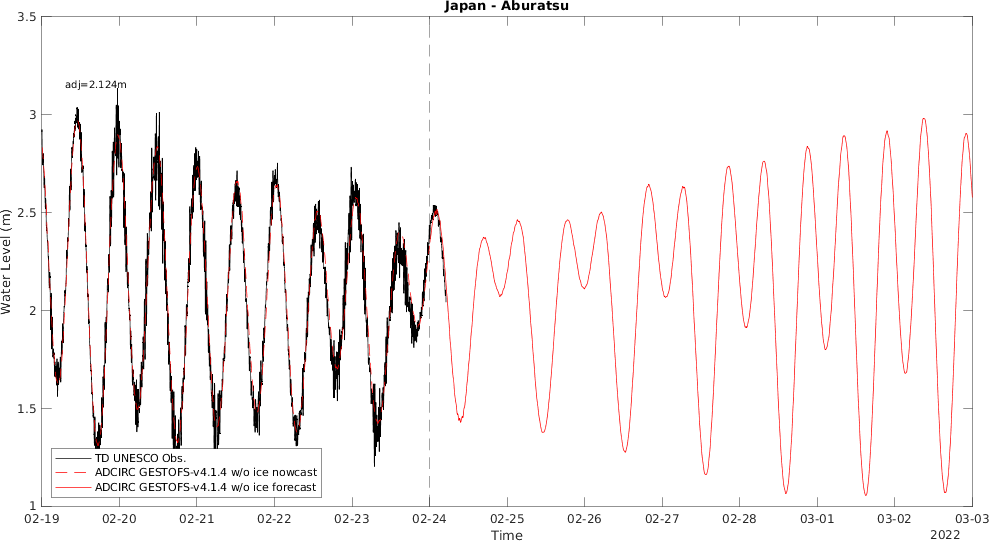 Japan - Aburatsu
3.5
adj=2.124m
3
2.5
Water Level (m)
2
1.5
TD UNESCO Obs.
ADCIRC GESTOFS-v4.1.4 w/o ice nowcast
ADCIRC GESTOFS-v4.1.4 w/o ice forecast
1
02-19 02-20 02-21 02-22 02-23 02-24 02-25 02-26 02-27 02-28 03-01 03-02 03-03
Time
2022